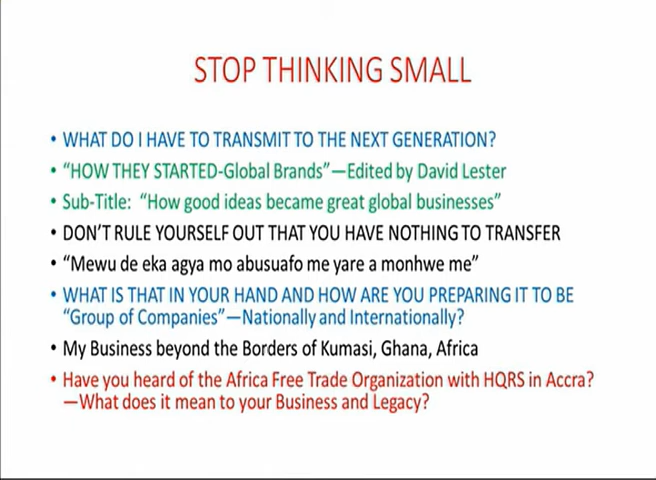 STOP THINKING SMALL
• WHAT DO I HAVE TO TRANSMIT TO THE NEXT GENERATION?
• “HOW THEY STARTED-Global Brands”—Edited by David Lester
• Sub-Title: “How good ideas became great global businesses”
• DON’T RULE YOURSELF OUT THAT YOU HAVE NOTHING TO TRANSFER
• “Mewu de eka agya mo abusuafo me yare a monhwe me”
• WHAT IS THAT IN YOUR HAND AND HOW ARE YOU PREPARING IT TO BE
“Group of Companies”—Nationally and Internationally?
• My Business beyond the Borders of Kumasi, Ghana, Africa
• Have you heard of the Africa Free Trade Organization with HQRS in Accra?
—What does it mean to your Business and Legacy?